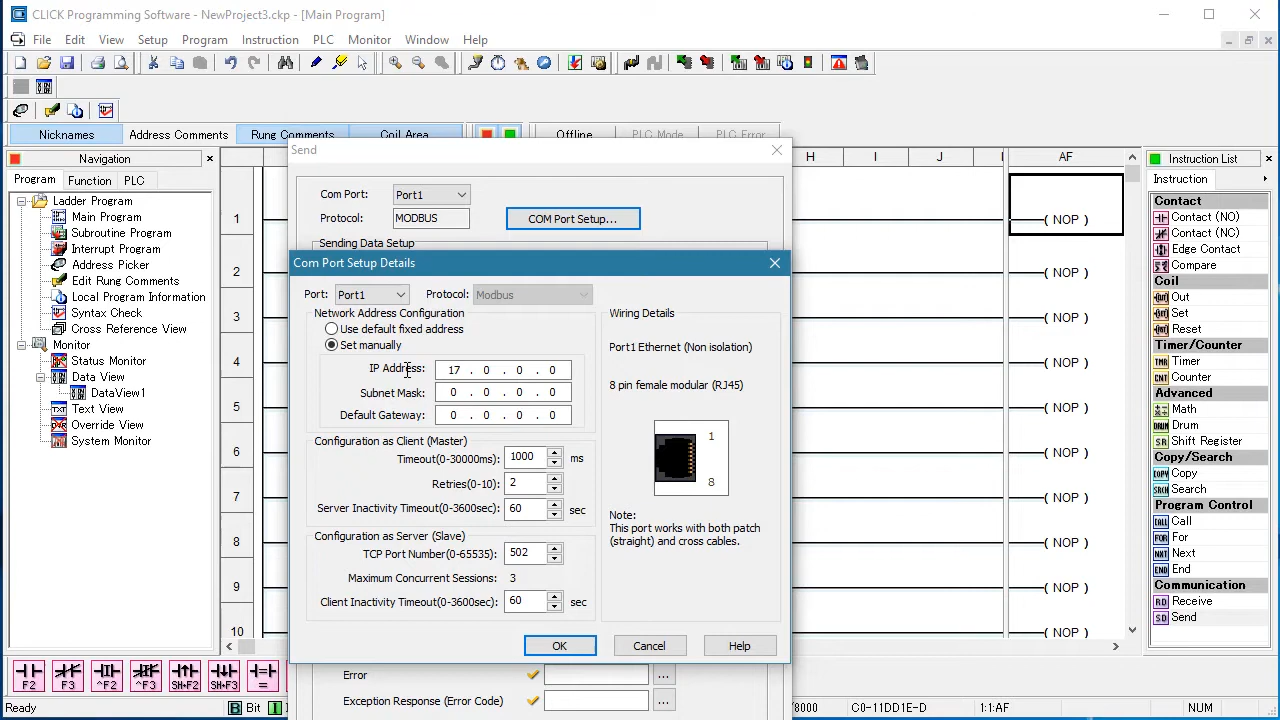 CLICK Programming Software - NewProject3.ckp - [Main Program]
File Edit View Setup Program Instruction PLC Monitor Window Help
Nicknames Address Comments Rung Comments Coil Area Offline PLC Mode PLC Error
Navigation
Program Function PLC
Ladder Program
Main Program
Subroutine Program
Interrupt Program
Address Picker
Edit Rung Comments
Local Program Information
Syntax Check
Cross Reference View
Monitor
Status Monitor
Data View
DataView1
Text View
Override View
System Monitor
H I J AF
1 ( NOP )
2 ( NOP )
3 ( NOP )
4 ( NOP )
5 ( NOP )
6 ( NOP )
7 ( NOP )
8 ( NOP )
9 ( NOP )
10 ( NOP )
Send
Com Port: Port1
Protocol: MODBUS COM Port Setup...
Sending Data Setup
Com Port Setup Details
Port: Port1 Protocol: Modbus
Network Address Configuration
Use default fixed address
Set manually
IP Address: 17 . 0 . 0 . 0
Subnet Mask: 0 . 0 . 0 . 0
Default Gateway: 0 . 0 . 0 . 0
Configuration as Client (Master)
Timeout(0-30000ms): 1000 ms
Retries(0-10): 2
Server Inactivity Timeout(0-3600sec): 60 sec
Configuration as Server (Slave)
TCP Port Number(0-65535): 502
Maximum Concurrent Sessions: 3
Client Inactivity Timeout(0-3600sec): 60 sec
Wiring Details
Port1 Ethernet (Non isolation)
8 pin female modular (RJ45)
1
8
Note:
This port works with both patch
(straight) and cross cables.
OK Cancel Help
Error ...
Exception Response (Error Code) ...
Instruction List
Instruction
Contact
Contact (NO)
Contact (NC)
Edge Contact
Compare
Coil
Out
Set
Reset
Timer/Counter
Timer
Counter
Advanced
Math
Drum
Shift Register
Copy/Search
Copy
Search
Program Control
Call
For
Next
End
Communication
Receive
Send
F2 F3 ^F2 ^F3 SH+F2 SH+F3
Ready B Bit I C0-11DD1E-D 1:1:AF NUM